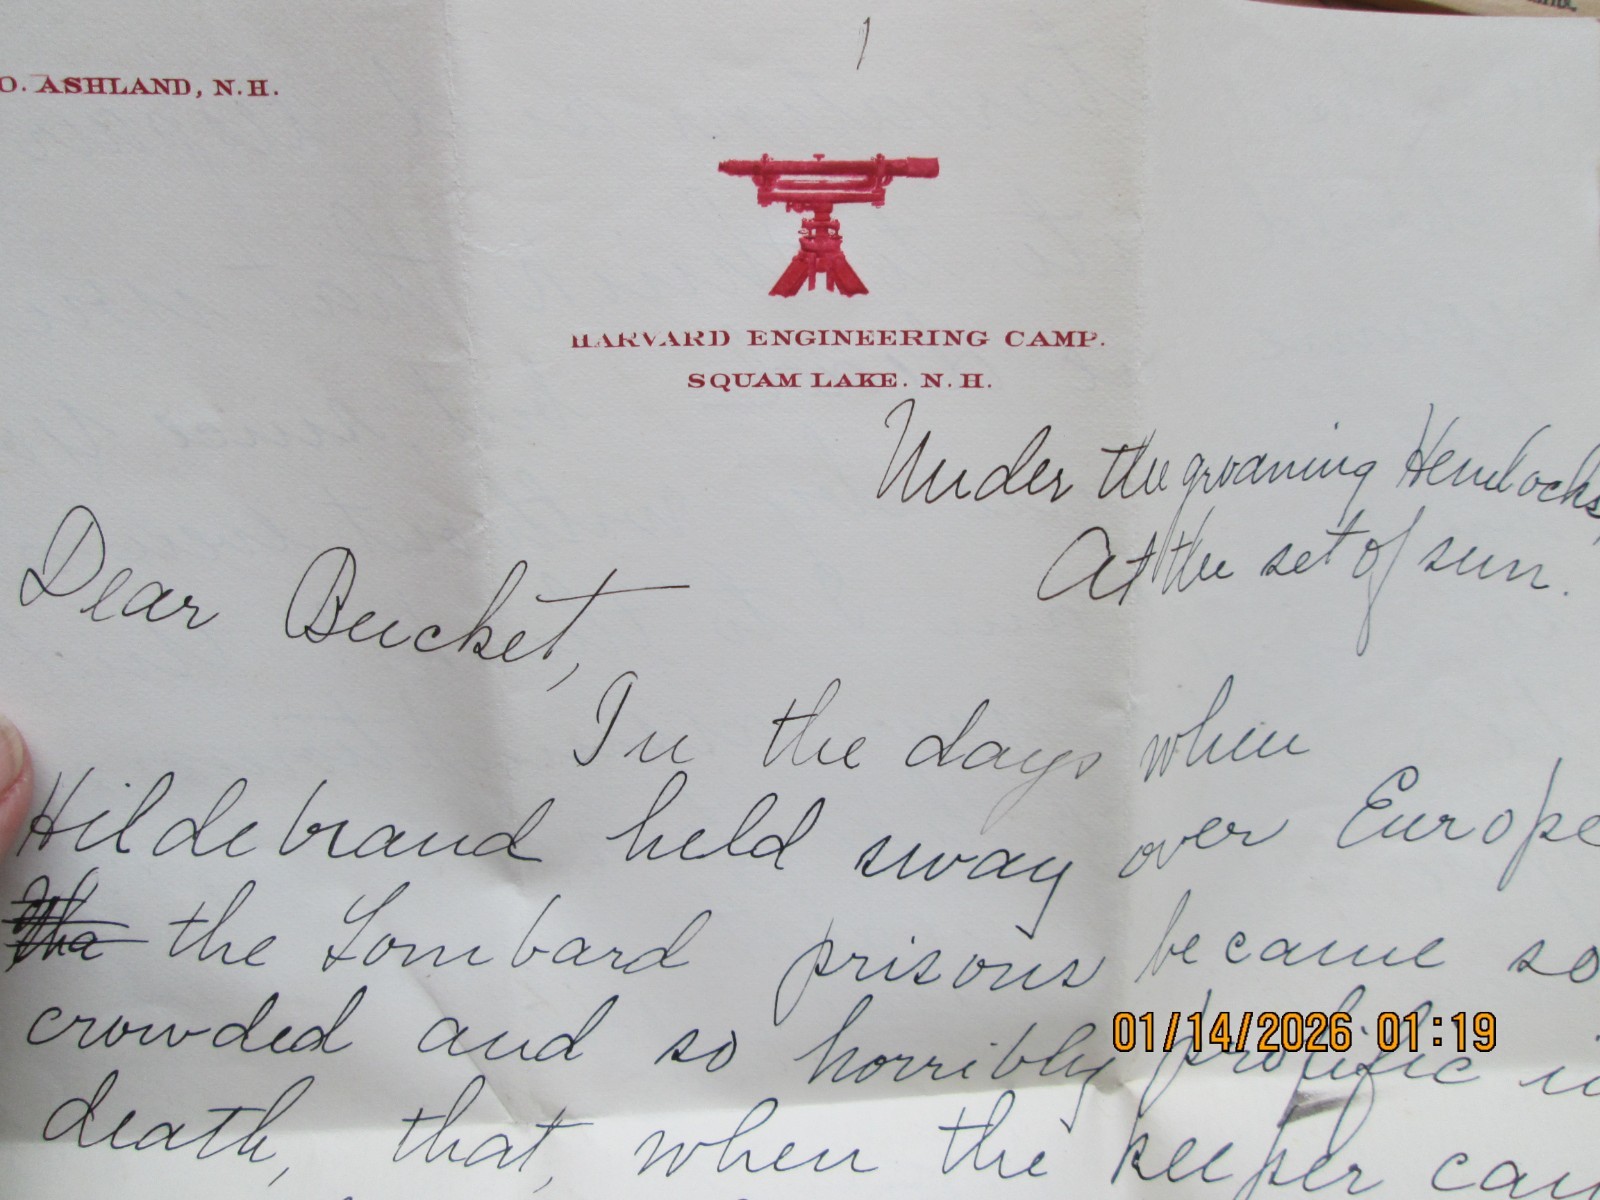 1
O. ASHLAND, N.H.
HARVARD ENGINEERING CAMP.
SQUAM LAKE. N. H.
Under the groaning Hemlocks,
At the set of sun.
Dear Bucket,
In the days when
Hildebrand held sway over Europe
the Lombard prisons became so
crowded and so horribly prolific
death, that, when the keeper
01/14/2026 01:19